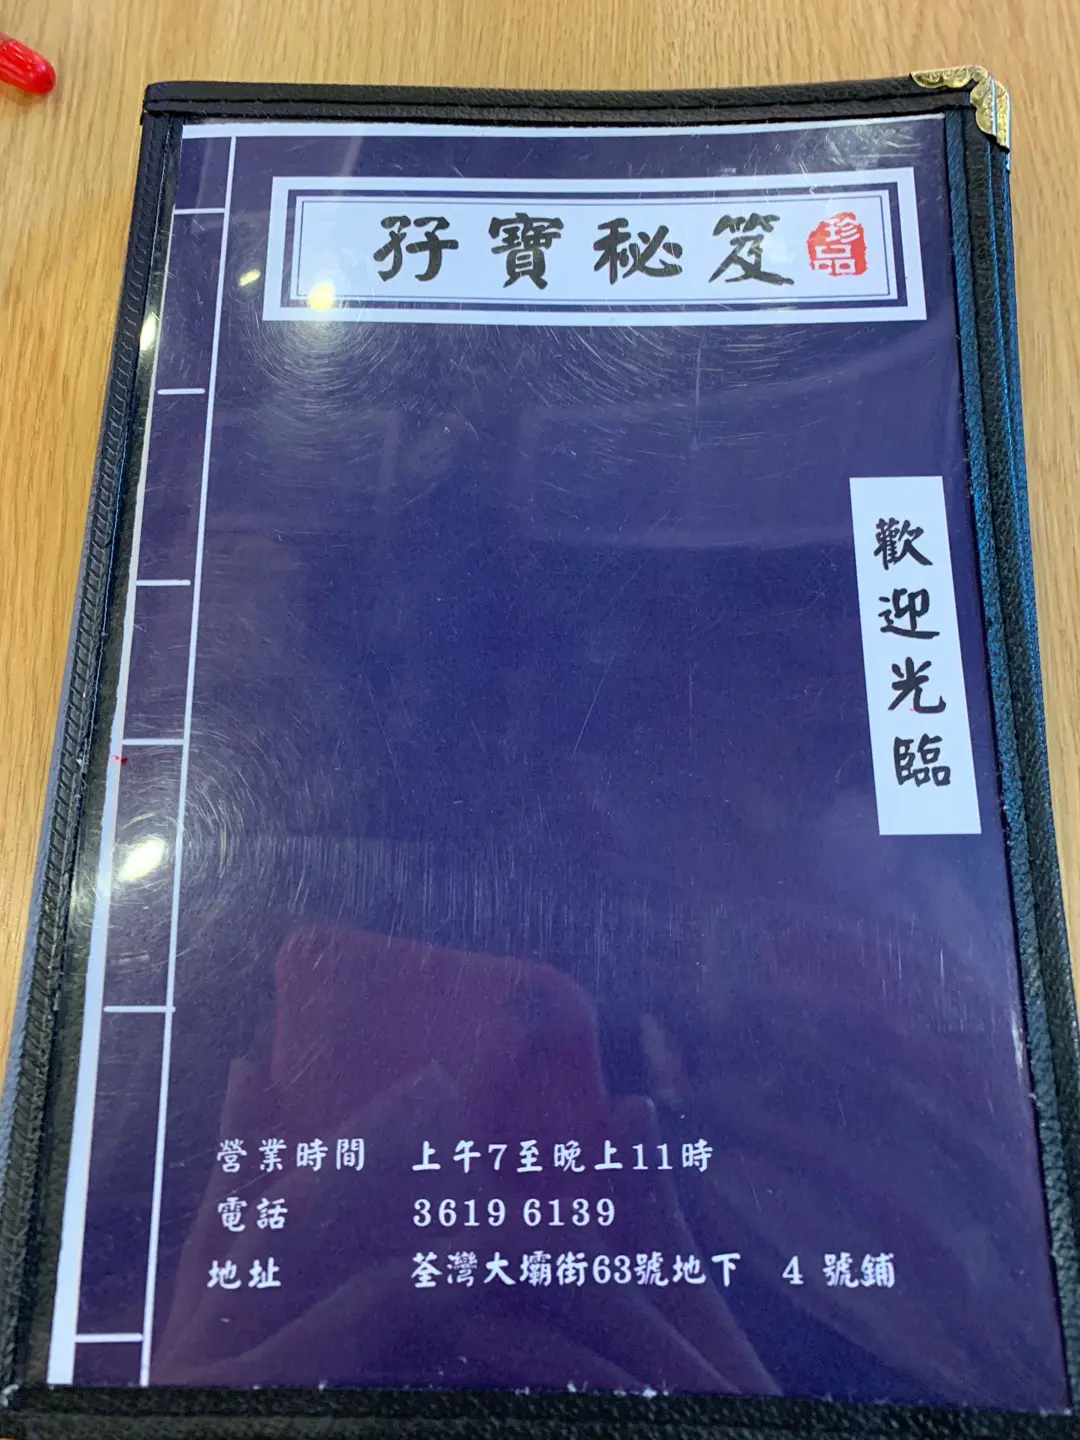 孖寶秘笈
珍品
歡迎光臨
營業時間 上午7至晚上11時
電話 3619 6139
地址 荃灣大壩街63號地下 4 號鋪